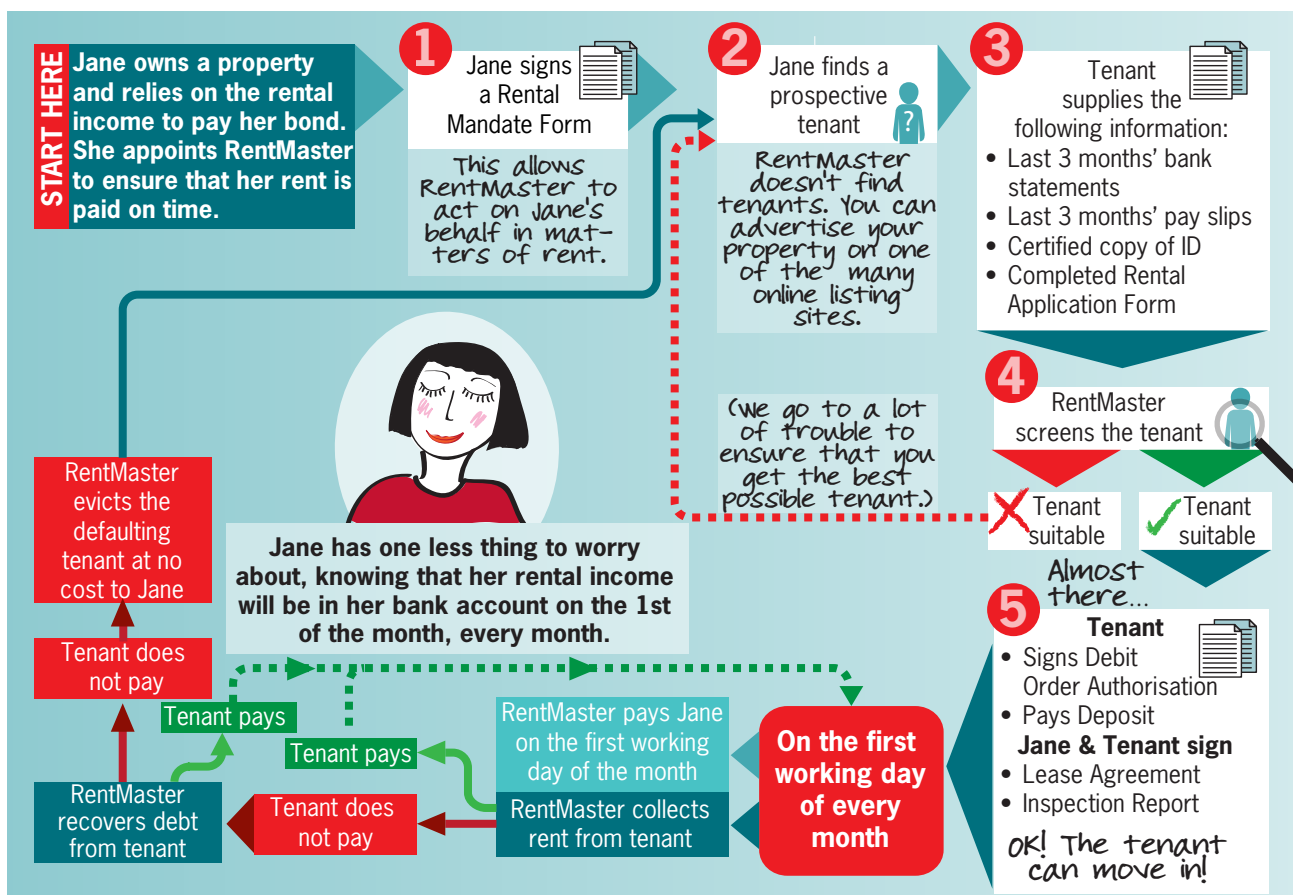 START HERE
Jane owns a property
and relies on the rental
income to pay her bond.
She appoints RentMaster
to ensure that her rent is
paid on time.
1
Jane signs
a Rental
Mandate Form
This allows
RentMaster to
act on Jane's
behalf in mat-
ters of rent.
2
Jane finds a
prospective
tenant
?
RentMaster
doesn't find
tenants. You can
advertise your
property on one
of the many
online listing
sites.
3
Tenant
supplies the
following information:
• Last 3 months' bank
statements
• Last 3 months' pay slips
• Certified copy of ID
• Completed Rental
Application Form
4
RentMaster
screens the tenant
Tenant
suitable
Tenant
suitable
(We go to a lot
of trouble to
ensure that you
get the best
possible tenant.)
Almost
there...
5
Tenant
• Signs Debit
Order Authorisation
• Pays Deposit
Jane & Tenant sign
• Lease Agreement
• Inspection Report
OK! The tenant
can move in!
On the first
working day
of every
month
RentMaster pays Jane
on the first working
day of the month
RentMaster collects
rent from tenant
Tenant pays
Tenant does
not pay
RentMaster
recovers debt
from tenant
Tenant pays
Tenant does
not pay
RentMaster
evicts the
defaulting
tenant at no
cost to Jane
Jane has one less thing to worry
about, knowing that her rental income
will be in her bank account on the 1st
of the month, every month.